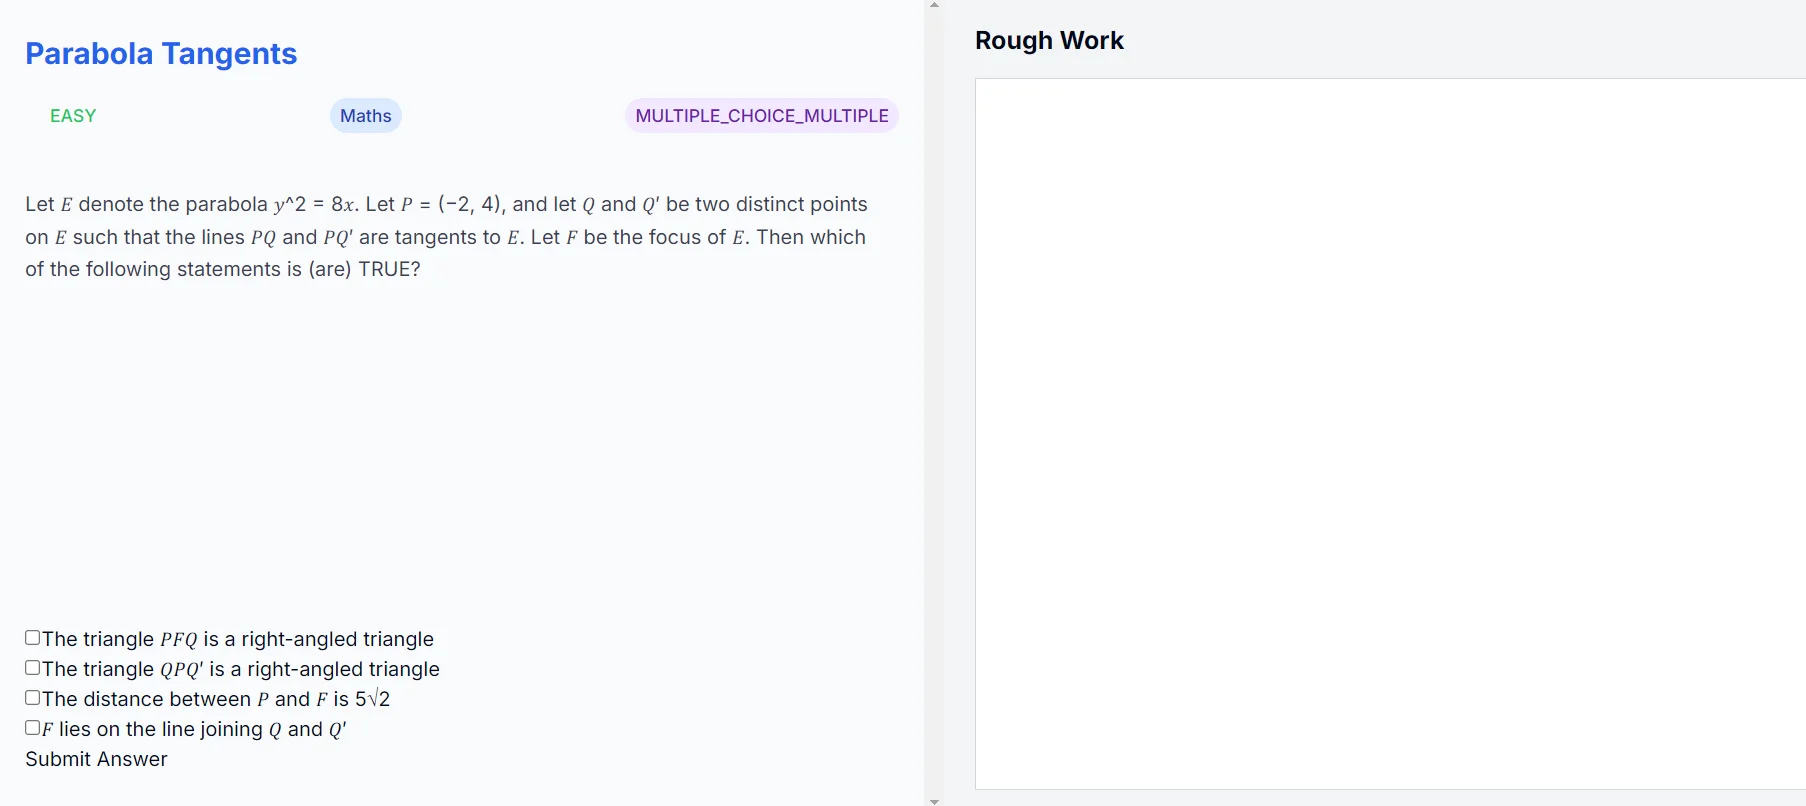 Parabola Tangents
EASY
Maths
MULTIPLE_CHOICE_MULTIPLE
Let E denote the parabola y^2 = 8x. Let P = (−2, 4), and let Q and Q′ be two distinct points
on E such that the lines PQ and PQ′ are tangents to E. Let F be the focus of E. Then which
of the following statements is (are) TRUE?
The triangle PFQ is a right-angled triangle
The triangle QPQ′ is a right-angled triangle
The distance between P and F is 5√2
F lies on the line joining Q and Q′
Submit Answer
Rough Work